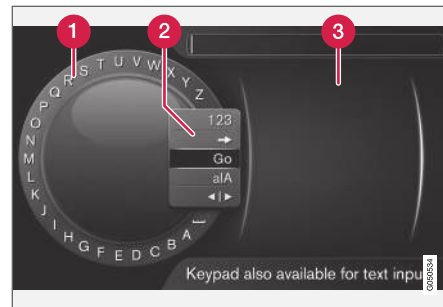 1
2
3
A B C D E F G H I J K L M N O P Q R S T U V W X Y Z
123
➔
Go
a|A
◂|▸
Keypad also available for text inpu
G050534